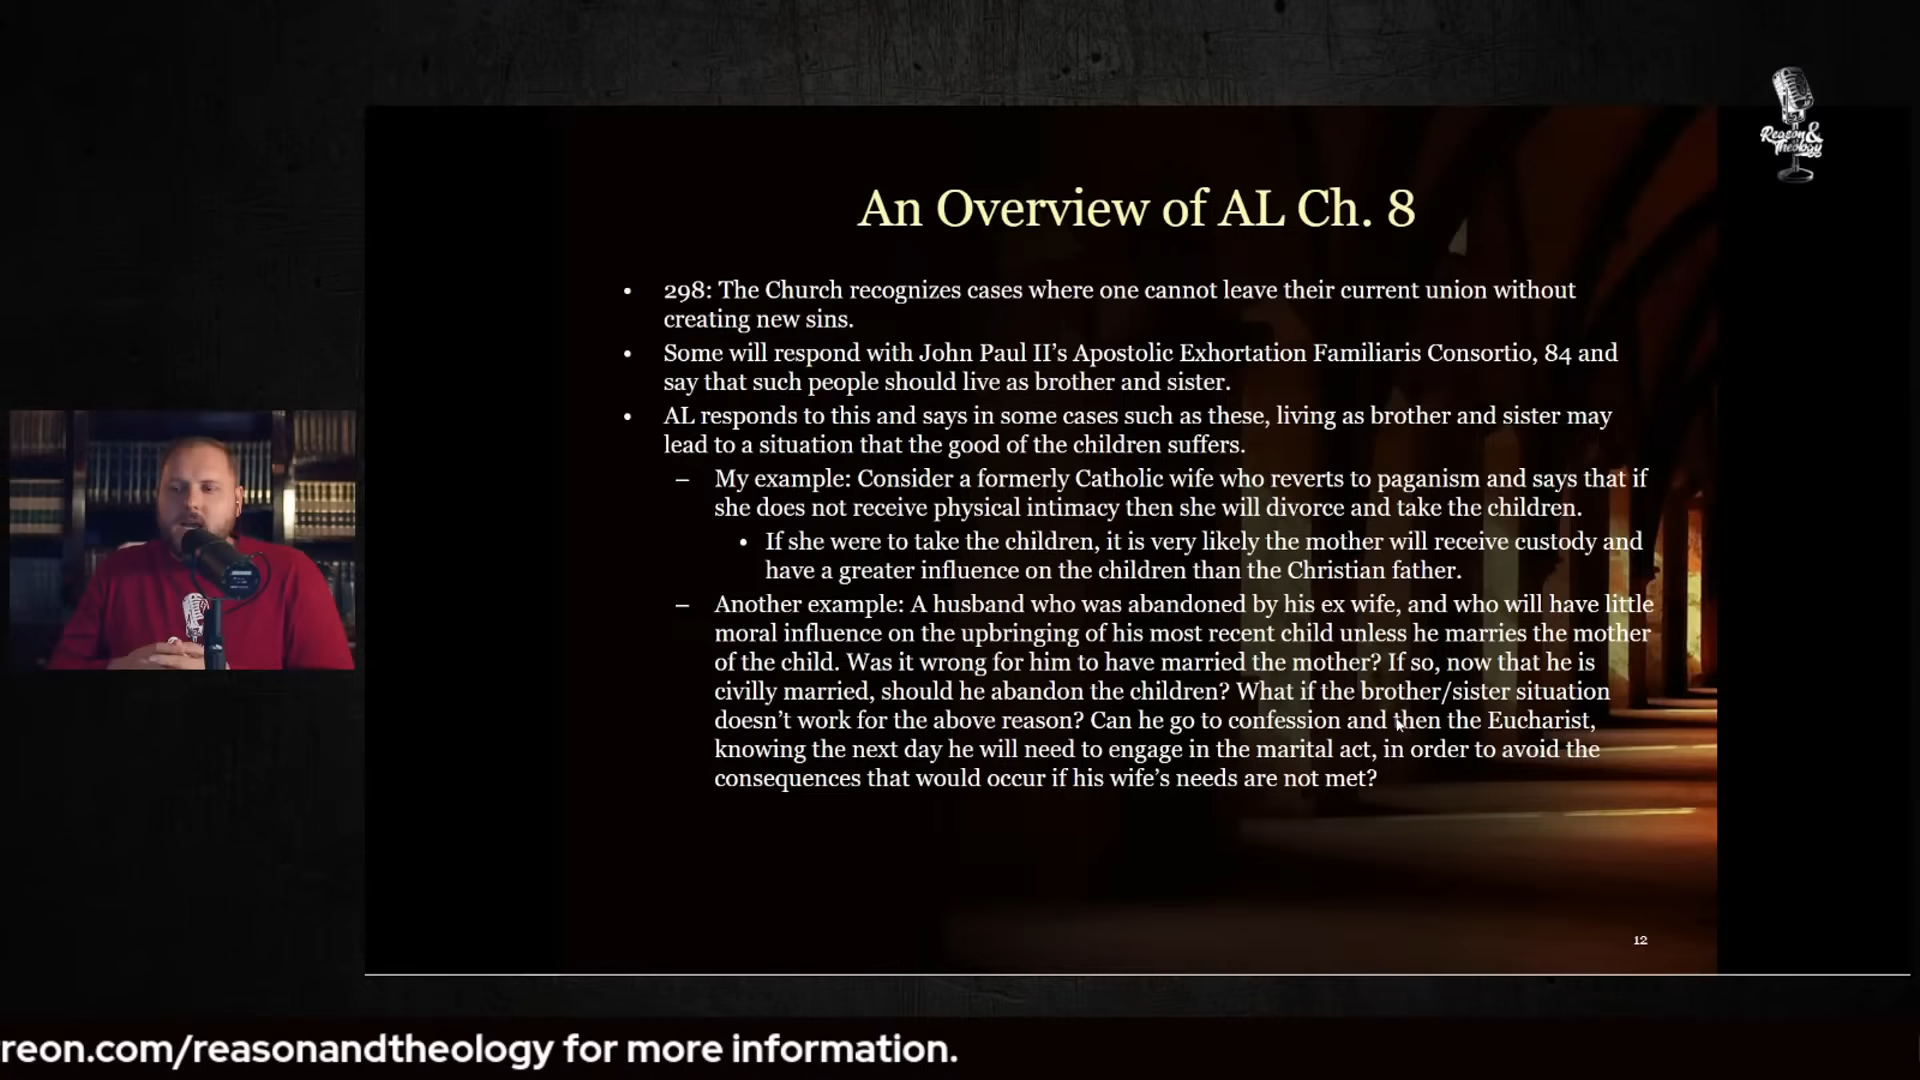 Reason &
Theology
An Overview of AL Ch. 8
• 298: The Church recognizes cases where one cannot leave their current union without
creating new sins.
• Some will respond with John Paul II’s Apostolic Exhortation Familiaris Consortio, 84 and
say that such people should live as brother and sister.
• AL responds to this and says in some cases such as these, living as brother and sister may
lead to a situation that the good of the children suffers.
– My example: Consider a formerly Catholic wife who reverts to paganism and says that if
she does not receive physical intimacy then she will divorce and take the children.
• If she were to take the children, it is very likely the mother will receive custody and
have a greater influence on the children than the Christian father.
– Another example: A husband who was abandoned by his ex wife, and who will have little
moral influence on the upbringing of his most recent child unless he marries the mother
of the child. Was it wrong for him to have married the mother? If so, now that he is
civilly married, should he abandon the children? What if the brother/sister situation
doesn’t work for the above reason? Can he go to confession and then the Eucharist,
knowing the next day he will need to engage in the marital act, in order to avoid the
consequences that would occur if his wife’s needs are not met?
12
reon.com/reasonandtheology for more information.